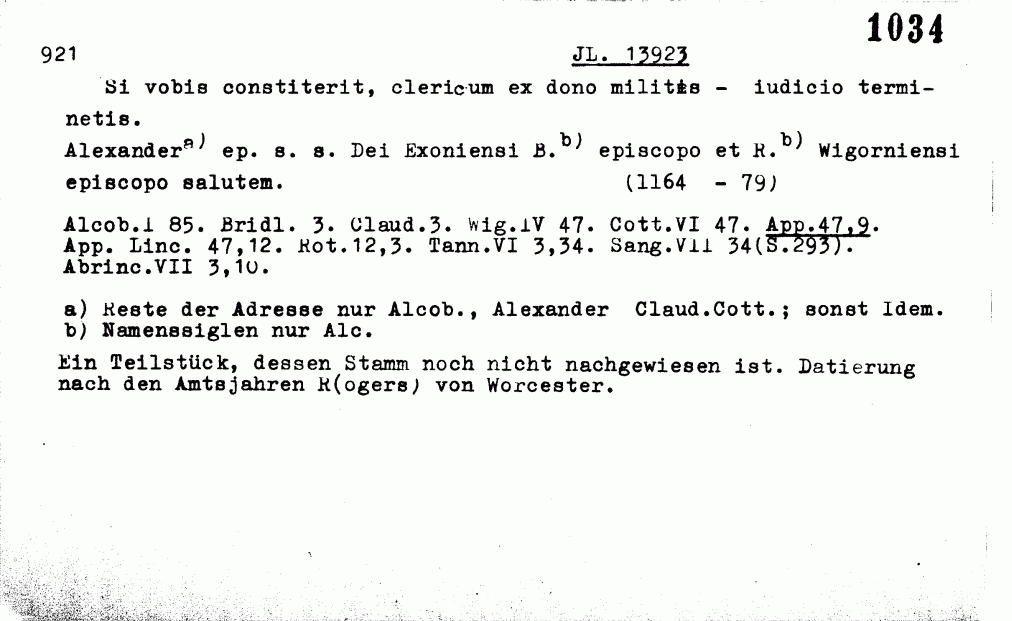 1034
921 JL. 13923
Si vobis constiterit, clericum ex dono militis - iudicio termi-
netis.
Alexander a) ep. s. s. Dei Exoniensi B. b) episcopo et R. b) Wigorniensi
episcopo salutem. (1164 - 79)
Alcob.I 85. Bridl. 3. Claud.3. Wig.IV 47. Cott.VI 47. App.47,9.
App. Linc. 47,12. Rot.12,3. Tann.VI 3,34. Sang.VII 34(S.293).
Abrinc.VII 3,10.
a) Reste der Adresse nur Alcob., Alexander Claud.Cott.; sonst Idem.
b) Namenssiglen nur Alc.
Ein Teilstück, dessen Stamm noch nicht nachgewiesen ist. Datierung
nach den Amtsjahren R(ogers) von Worcester.